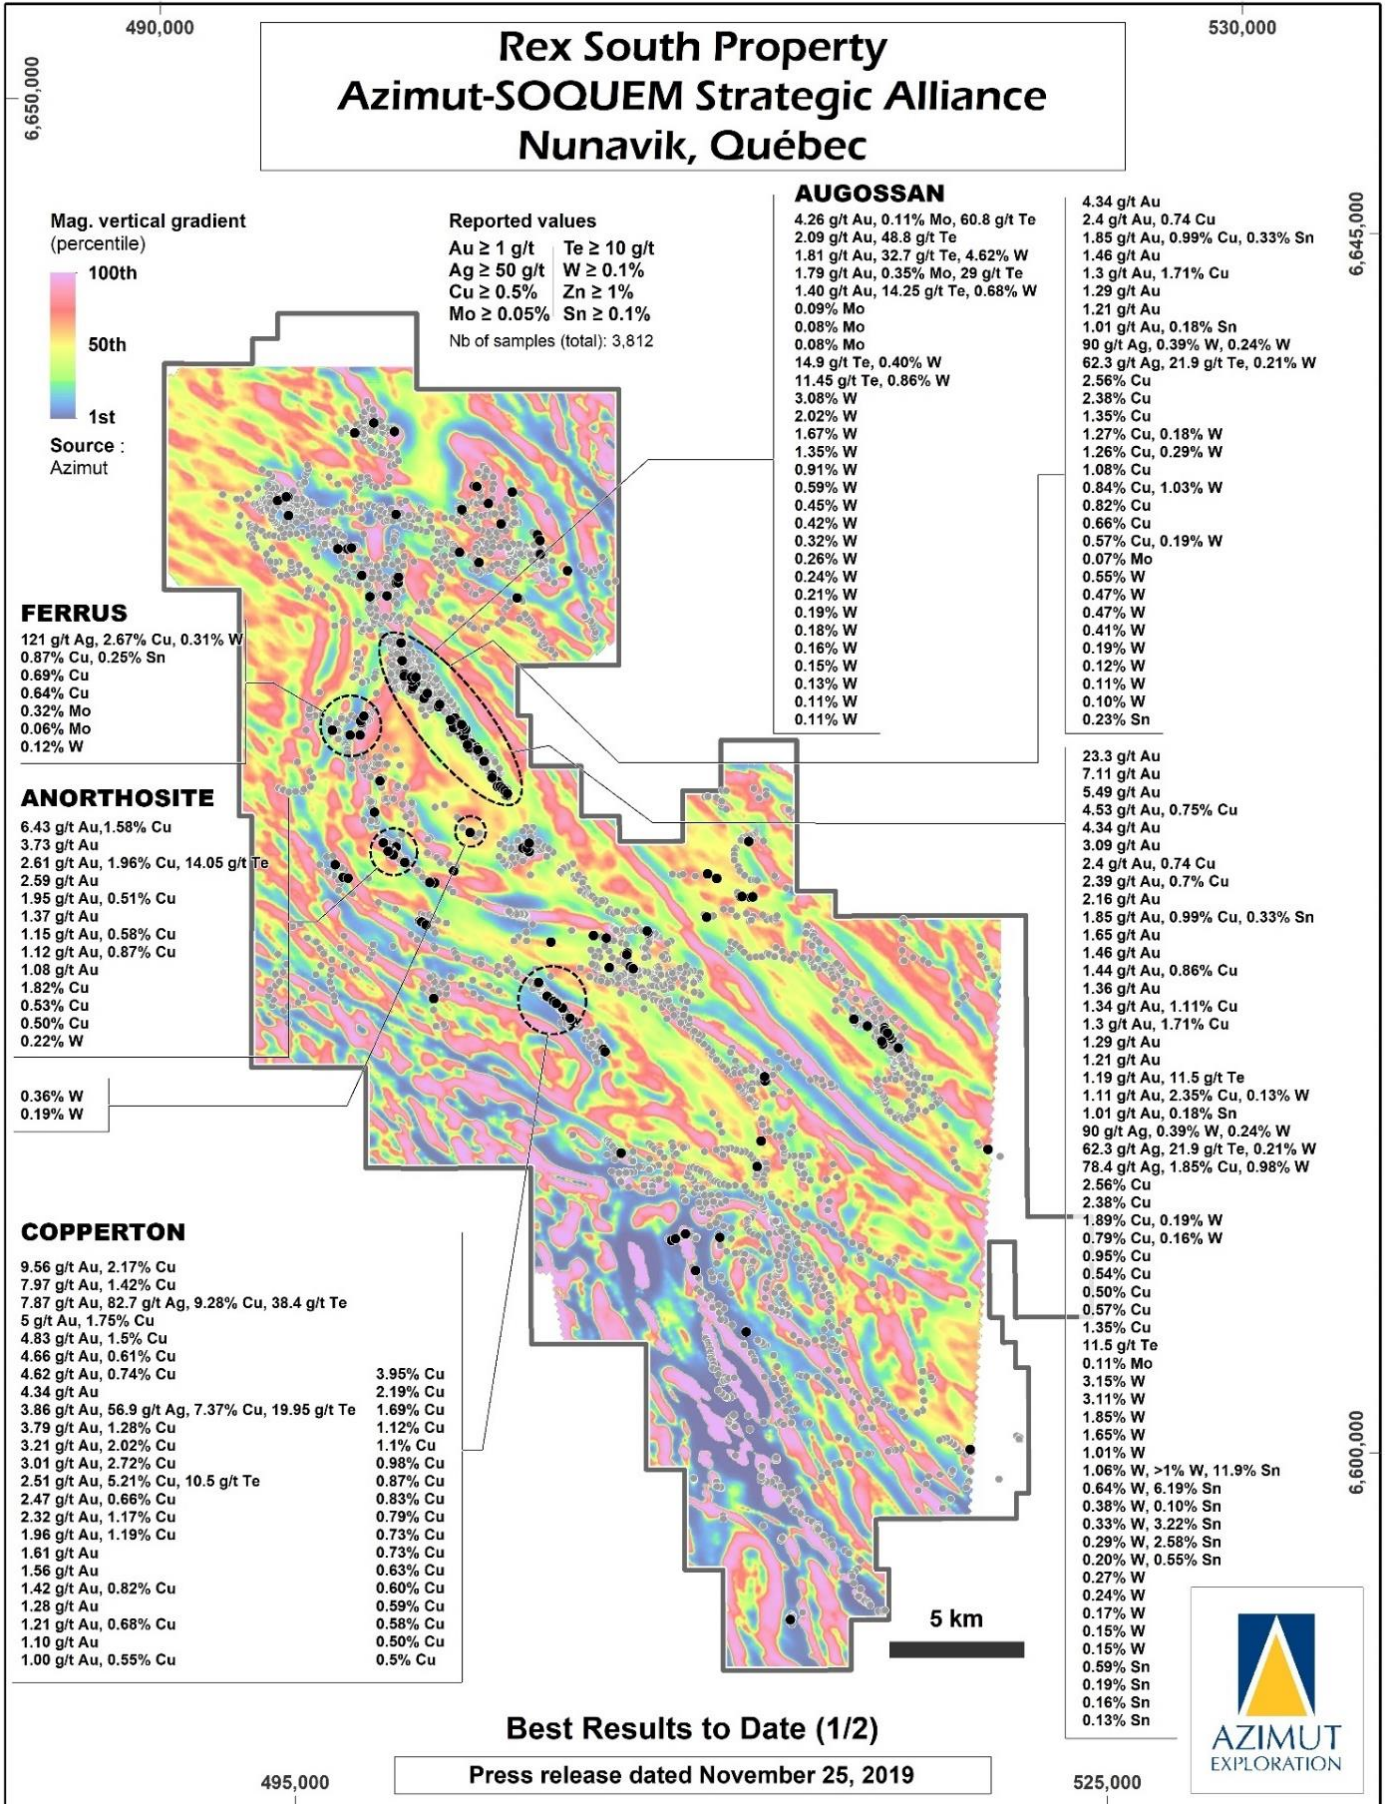 490,000
530,000
6,650,000
Rex South Property
Azimut-SOQUEM Strategic Alliance
Nunavik, Québec
6,645,000
Mag. vertical gradient
(percentile)
100th
50th
1st
Source :
Azimut
Reported values
Au ≥ 1 g/t
Te ≥ 10 g/t
Ag ≥ 50 g/t
W ≥ 0.1%
Cu ≥ 0.5%
Zn ≥ 1%
Mo ≥ 0.05%
Sn ≥ 0.1%
Nb of samples (total): 3,812
AUGOSSAN
4.26 g/t Au, 0.11% Mo, 60.8 g/t Te
2.09 g/t Au, 48.8 g/t Te
1.81 g/t Au, 32.7 g/t Te, 4.62% W
1.79 g/t Au, 0.35% Mo, 29 g/t Te
1.40 g/t Au, 14.25 g/t Te, 0.68% W
0.09% Mo
0.08% Mo
0.08% Mo
14.9 g/t Te, 0.40% W
11.45 g/t Te, 0.86% W
3.08% W
2.02% W
1.67% W
1.35% W
0.91% W
0.59% W
0.45% W
0.42% W
0.32% W
0.26% W
0.24% W
0.21% W
0.19% W
0.18% W
0.16% W
0.15% W
0.13% W
0.11% W
0.11% W
4.34 g/t Au
2.4 g/t Au, 0.74 Cu
1.85 g/t Au, 0.99% Cu, 0.33% Sn
1.46 g/t Au
1.3 g/t Au, 1.71% Cu
1.29 g/t Au
1.21 g/t Au
1.01 g/t Au, 0.18% Sn
90 g/t Ag, 0.39% W, 0.24% W
62.3 g/t Ag, 21.9 g/t Te, 0.21% W
2.56% Cu
2.38% Cu
1.35% Cu
1.27% Cu, 0.18% W
1.26% Cu, 0.29% W
1.08% Cu
0.84% Cu, 1.03% W
0.82% Cu
0.66% Cu
0.57% Cu, 0.19% W
0.07% Mo
0.55% W
0.47% W
0.47% W
0.41% W
0.19% W
0.12% W
0.11% W
0.10% W
0.23% Sn
FERRUS
121 g/t Ag, 2.67% Cu, 0.31% W
0.87% Cu, 0.25% Sn
0.69% Cu
0.64% Cu
0.32% Mo
0.06% Mo
0.12% W
ANORTHOSITE
6.43 g/t Au,1.58% Cu
3.73 g/t Au
2.61 g/t Au, 1.96% Cu, 14.05 g/t Te
2.59 g/t Au
1.95 g/t Au, 0.51% Cu
1.37 g/t Au
1.15 g/t Au, 0.58% Cu
1.12 g/t Au, 0.87% Cu
1.08 g/t Au
1.82% Cu
0.53% Cu
0.50% Cu
0.22% W
0.36% W
0.19% W
23.3 g/t Au
7.11 g/t Au
5.49 g/t Au
4.53 g/t Au, 0.75% Cu
4.34 g/t Au
3.09 g/t Au
2.4 g/t Au, 0.74 Cu
2.39 g/t Au, 0.7% Cu
2.16 g/t Au
1.85 g/t Au, 0.99% Cu, 0.33% Sn
1.65 g/t Au
1.46 g/t Au
1.44 g/t Au, 0.86% Cu
1.36 g/t Au
1.34 g/t Au, 1.11% Cu
1.3 g/t Au, 1.71% Cu
1.29 g/t Au
1.21 g/t Au
1.19 g/t Au, 11.5 g/t Te
1.11 g/t Au, 2.35% Cu, 0.13% W
1.01 g/t Au, 0.18% Sn
90 g/t Ag, 0.39% W, 0.24% W
62.3 g/t Ag, 21.9 g/t Te, 0.21% W
78.4 g/t Ag, 1.85% Cu, 0.98% W
2.56% Cu
2.38% Cu
1.89% Cu, 0.19% W
0.79% Cu, 0.16% W
0.95% Cu
0.54% Cu
0.50% Cu
0.57% Cu
1.35% Cu
11.5 g/t Te
0.11% Mo
3.15% W
3.11% W
1.85% W
1.65% W
1.01% W
1.06% W, >1% W, 11.9% Sn
0.64% W, 6.19% Sn
0.38% W, 0.10% Sn
0.33% W, 3.22% Sn
0.29% W, 2.58% Sn
0.20% W, 0.55% Sn
0.27% W
0.24% W
0.17% W
0.15% W
0.15% W
0.59% Sn
0.19% Sn
0.16% Sn
0.13% Sn
COPPERTON
9.56 g/t Au, 2.17% Cu
7.97 g/t Au, 1.42% Cu
7.87 g/t Au, 82.7 g/t Ag, 9.28% Cu, 38.4 g/t Te
5 g/t Au, 1.75% Cu
4.83 g/t Au, 1.5% Cu
4.66 g/t Au, 0.61% Cu
4.62 g/t Au, 0.74% Cu
4.34 g/t Au
3.86 g/t Au, 56.9 g/t Ag, 7.37% Cu, 19.95 g/t Te
3.79 g/t Au, 1.28% Cu
3.21 g/t Au, 2.02% Cu
3.01 g/t Au, 2.72% Cu
2.51 g/t Au, 5.21% Cu, 10.5 g/t Te
2.47 g/t Au, 0.66% Cu
2.32 g/t Au, 1.17% Cu
1.96 g/t Au, 1.19% Cu
1.61 g/t Au
1.56 g/t Au
1.42 g/t Au, 0.82% Cu
1.28 g/t Au
1.21 g/t Au, 0.68% Cu
1.10 g/t Au
1.00 g/t Au, 0.55% Cu
3.95% Cu
2.19% Cu
1.69% Cu
1.12% Cu
1.1% Cu
0.98% Cu
0.87% Cu
0.83% Cu
0.79% Cu
0.73% Cu
0.73% Cu
0.63% Cu
0.60% Cu
0.59% Cu
0.58% Cu
0.50% Cu
0.5% Cu
6,600,000
5 km
AZIMUT
EXPLORATION
Best Results to Date (1/2)
Press release dated November 25, 2019
495,000
525,000